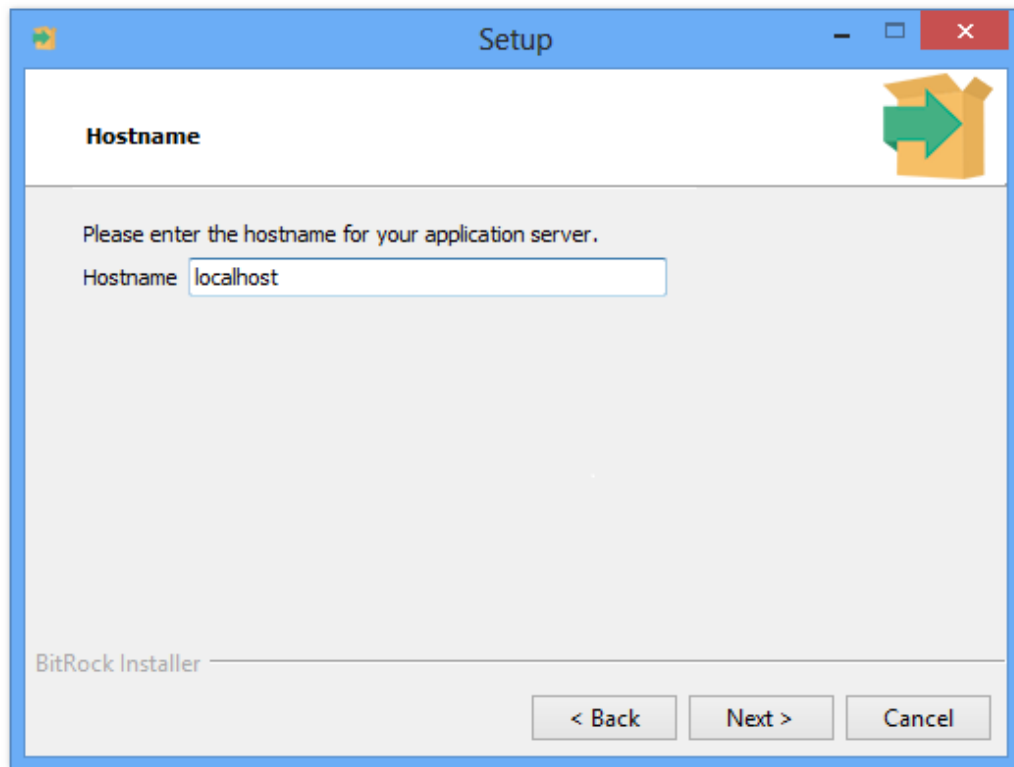 Setup
Hostname
Please enter the hostname for your application server.
Hostname localhost
BitRock Installer
< Back Next > Cancel